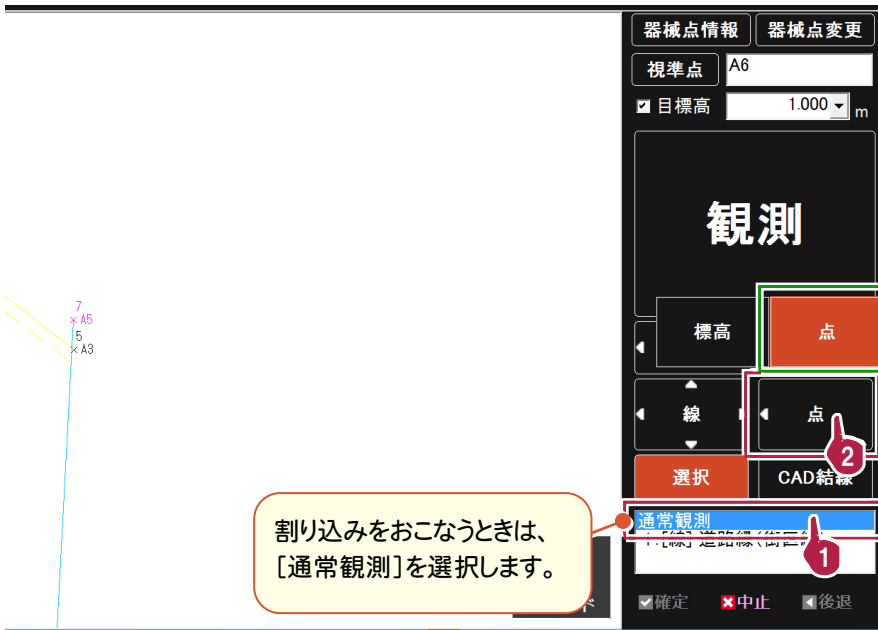 器械点情報 器械点変更
視準点 A6
目標高 1.000 m
観測
7
A5
5
A3
標高 点
線 点
2
選択 CAD結線
通常観測
1
割り込みをおこなうときは、
[通常観測]を選択します。
確定 中止 後退